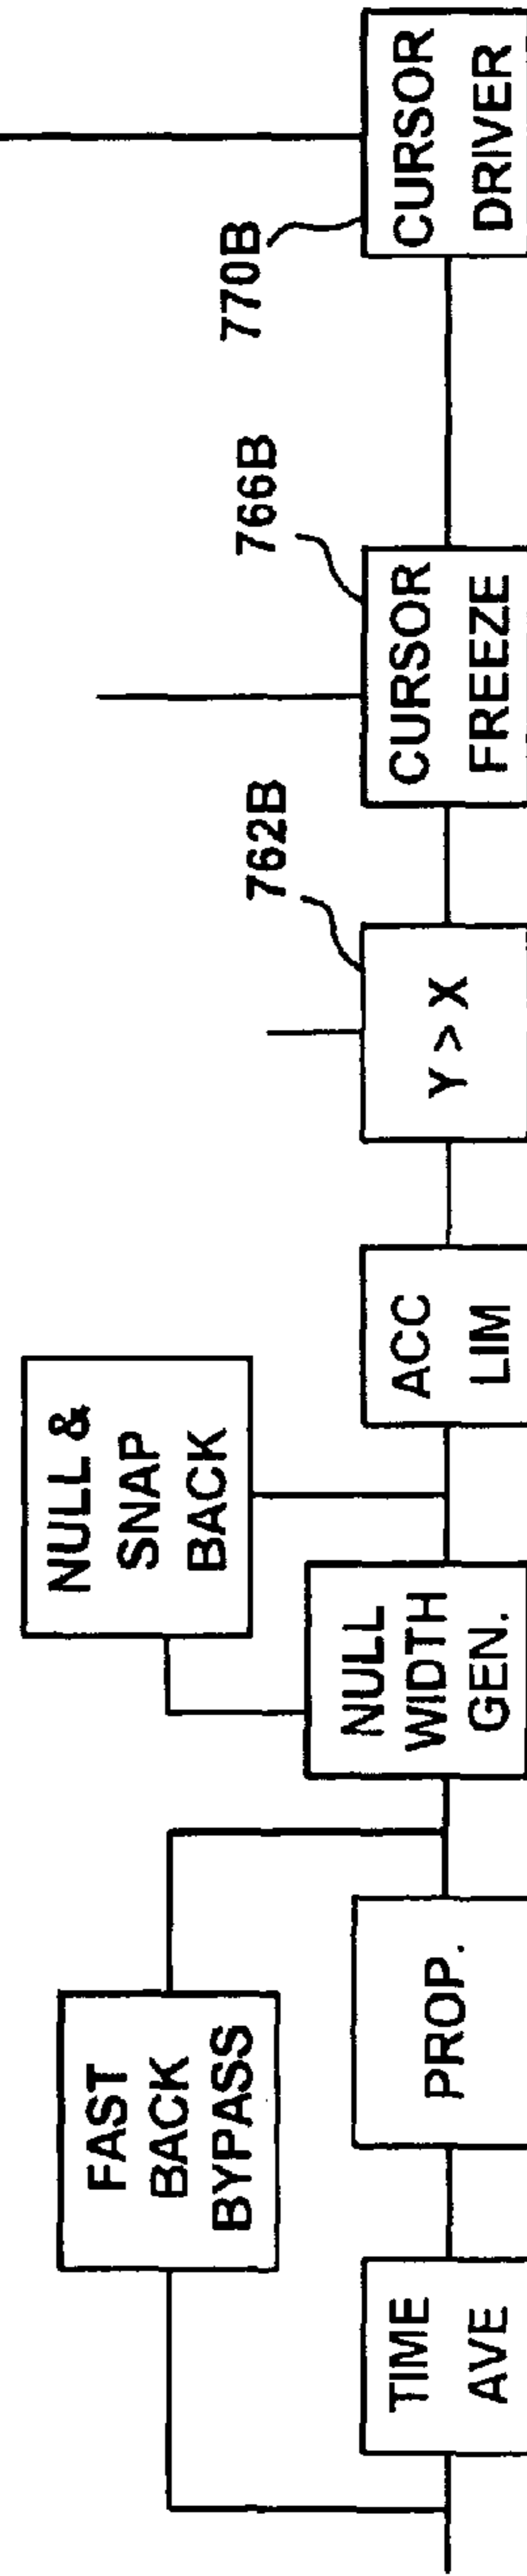 FAST
BACK
BYPASS
TIME
AVE
PROP.
NULL &
SNAP
BACK
NULL
WIDTH
GEN.
ACC
LIM
762B
Y > X
766B
CURSOR
FREEZE
770B
CURSOR
DRIVER